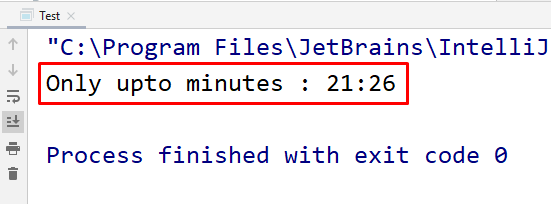 Test
"C:\Program Files\JetBrains\IntelliJ
Only upto minutes : 21:26
Process finished with exit code 0